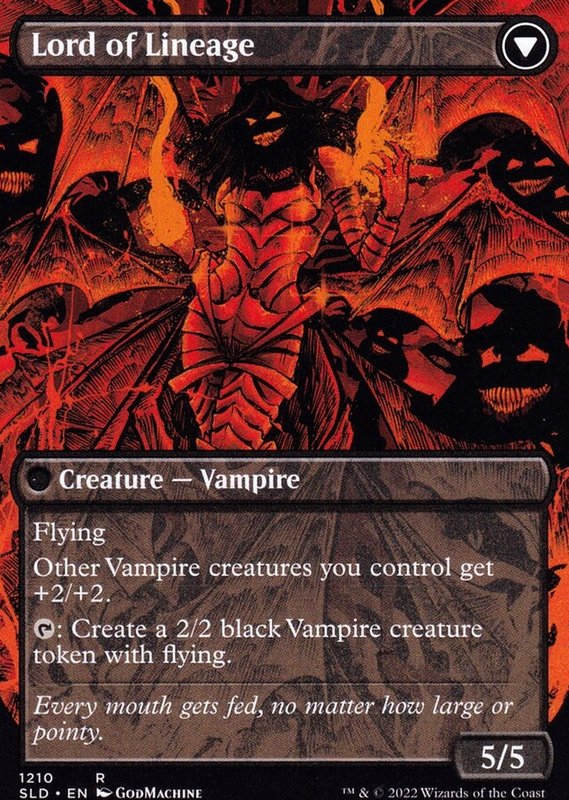 Lord of Lineage
Creature — Vampire
Flying
Other Vampire creatures you control get
+2/+2.
: Create a 2/2 black Vampire creature
token with flying.
Every mouth gets fed, no matter how large or
pointy.
5/5
1210 R
SLD • EN GodMachine
™ & © 2022 Wizards of the Coast